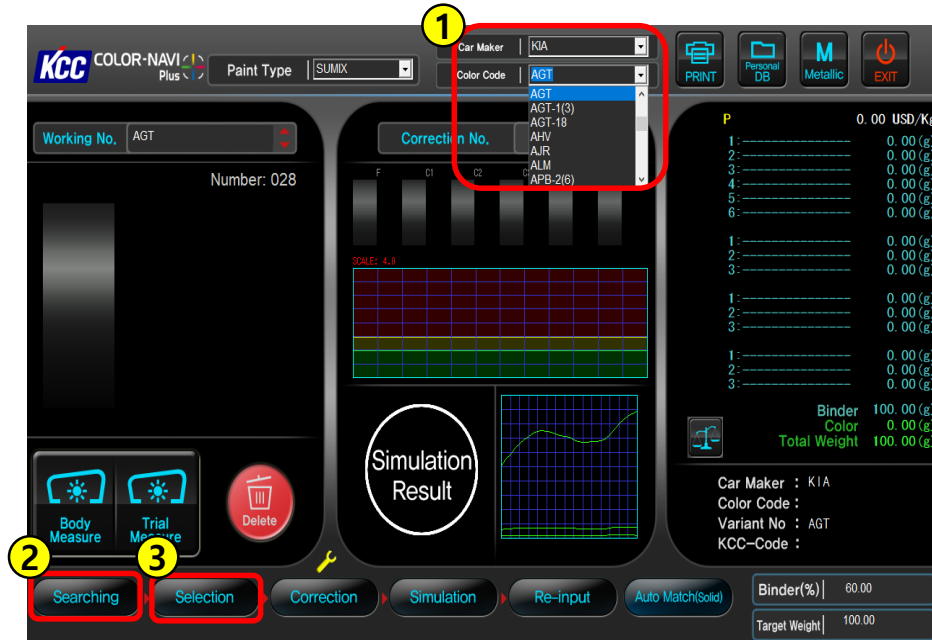 1
KCC COLOR-NAVI Plus
Paint Type SUMIX
Car Maker KIA
Color Code AGT
AGT
AGT-1(3)
AGT-18
AHV
AJR
ALM
APB-2(6)
PRINT
Personal DB
M Metallic
EXIT
Working No. AGT
Number: 028
Correction No.
F C1 C2
SCALE: 4.0
Simulation
Result
Body
Measure
Trial
Delete
P 0.00 USD/Kg
1: 0.00(g
2: 0.00(g
3: 0.00(g
4: 0.00(g
5: 0.00(g
6: 0.00(g
1: 0.00(g
2: 0.00(g
3: 0.00(g
1: 0.00(g
2: 0.00(g
3: 0.00(g
1: 0.00(g
2: 0.00(g
3: 0.00(g
Binder 100.00(g
Color 0.00(g
Total Weight 100.00(g
Car Maker : KIA
Color Code :
Variant No : AGT
KCC-Code :
2
3
Searching
Selection
Correction
Simulation
Re-input
Auto Match(Solid)
Binder(%) 60.00
Target Weight 100.00